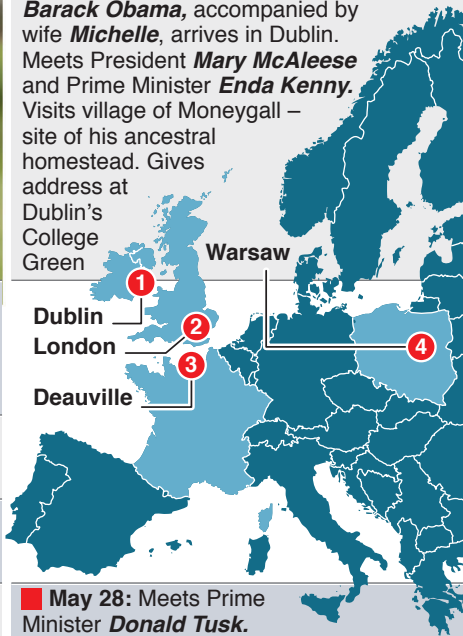 Barack Obama, accompanied by
wife Michelle, arrives in Dublin.
Meets President Mary McAleese
and Prime Minister Enda Kenny.
Visits village of Moneygall –
site of his ancestral
homestead. Gives
address at
Dublin's
College
Green
Warsaw
1
Dublin
2
London
3
4
Deauville
May 28: Meets Prime
Minister Donald Tusk.